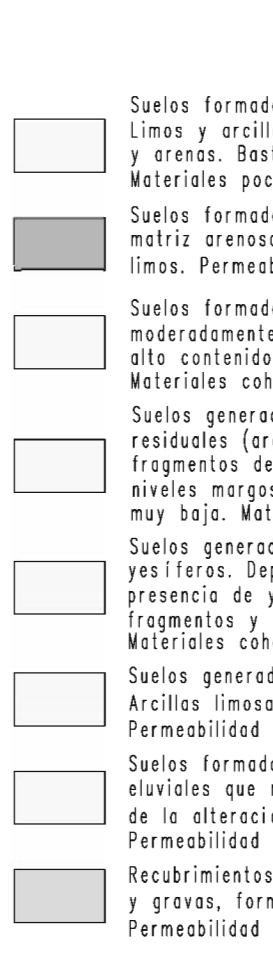 Suelos formad
Limos y arcill
y arenas. Bas
Materiales poc
Suelos formad
matriz arenos
limos. Permea
Suelos formad
moderadamente
alto contenido
Materiales coh
Suelos genera
residuales (ar
fragmentos de
niveles margos
muy baja. Mat
Suelos genera
yesíferos. De
presencia de y
fragmentos y
Materiales coh
Suelos generad
Arcillas limosa
Permeabilidad
Suelos formad
eluviales que
de la alteraci
Permeabilidad
Recubrimientos
y gravas, for
Permeabilidad